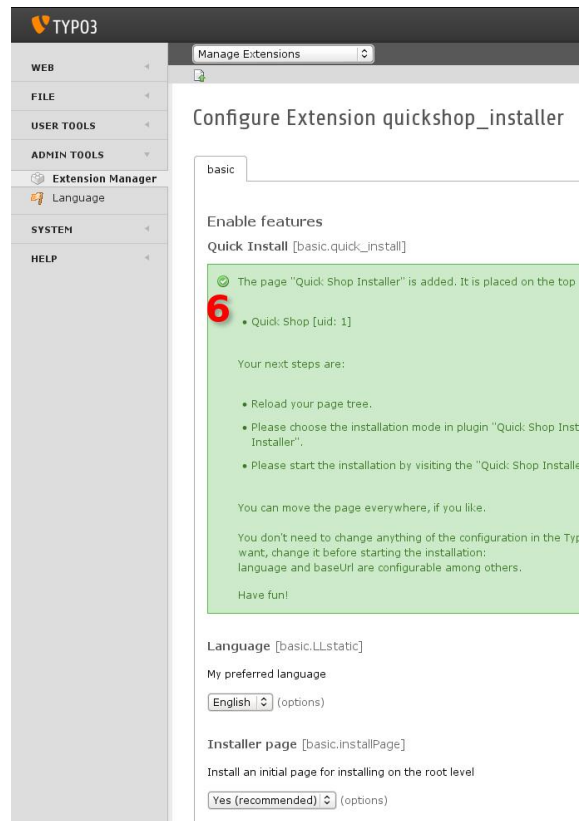 TYPO3
WEB
FILE
USER TOOLS
ADMIN TOOLS
Extension Manager
Language
SYSTEM
HELP
Manage Extensions
Configure Extension quickshop_installer
basic
Enable features
Quick Install [basic.quick_install]
The page "Quick Shop Installer" is added. It is placed on the top
6
• Quick Shop [uid: 1]
Your next steps are:
• Reload your page tree.
• Please choose the installation mode in plugin "Quick Shop Inst
Installer".
• Please start the installation by visiting the "Quick Shop Installe
You can move the page everywhere, if you like.
You don't need to change anything of the configuration in the Typ
want, change it before starting the installation:
language and baseUrl are configurable among others.
Have fun!
Language [basic.LLstatic]
My preferred language
English (options)
Installer page [basic.installPage]
Install an initial page for installing on the root level
Yes (recommended) (options)